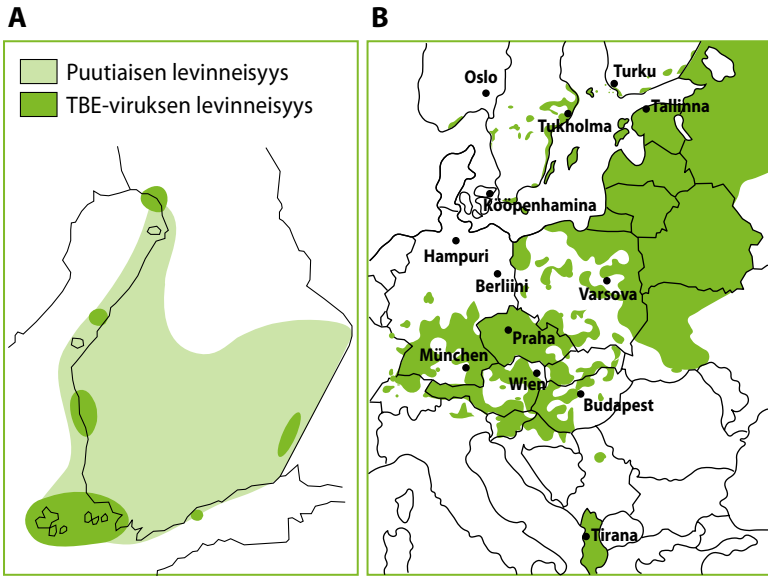 A
Puutiaisen levinneisyys
TBE-viruksen levinneisyys
B
Oslo
Turku
Tallinna
Tukholma
Kööpenhamina
Hampuri
Berliini
Varsova
Praha
München
Wien
Budapest
Tirana